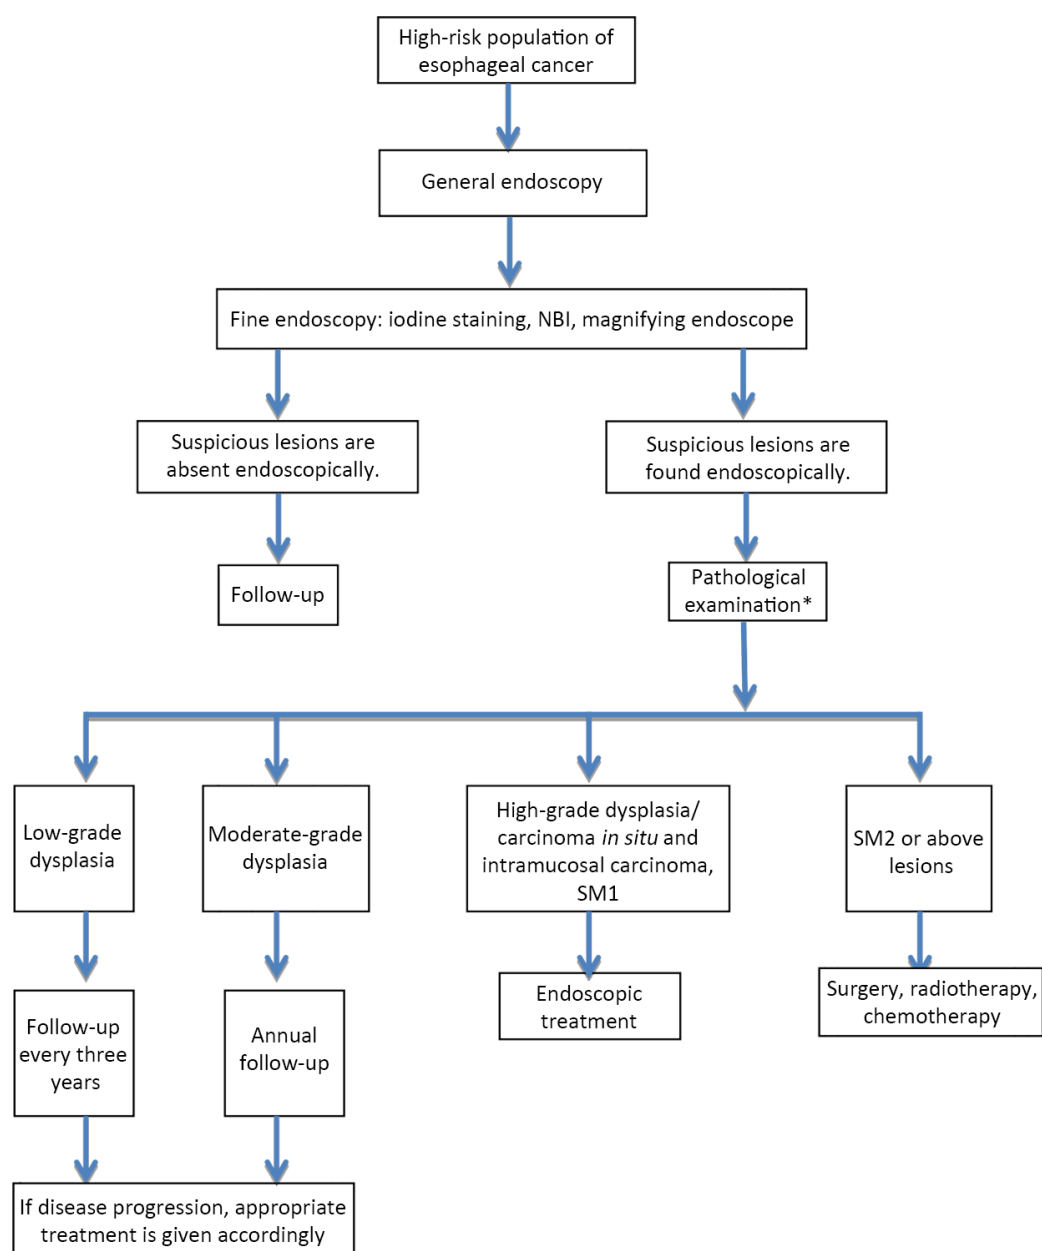 High-risk population of
esophageal cancer
General endoscopy
Fine endoscopy: iodine staining, NBI, magnifying endoscope
Suspicious lesions are
absent endoscopically.
Suspicious lesions are
found endoscopically.
Follow-up
Pathological
examination*
Low-grade
dysplasia
Moderate-grade
dysplasia
High-grade dysplasia/
carcinoma in situ and
intramucosal carcinoma,
SM1
SM2 or above
lesions
Follow-up
every three
years
Annual
follow-up
Endoscopic
treatment
Surgery, radiotherapy,
chemotherapy
If disease progression, appropriate
treatment is given accordingly